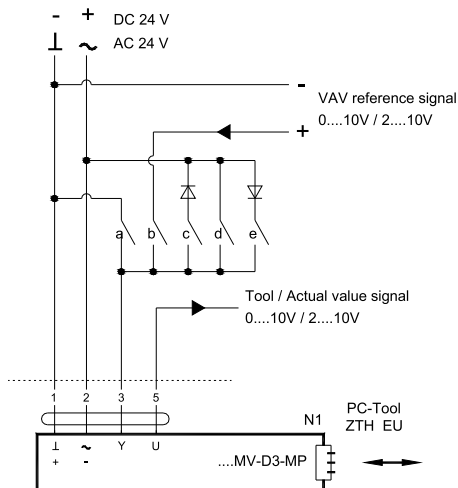 - + DC 24 V
⊥ ~ AC 24 V
-
VAV reference signal
+
0....10V / 2....10V
a b c d e
Tool / Actual value signal
0....10V / 2....10V
1 2 3 5
N1
PC-Tool
ZTH EU
⊥ ~ Y U
+ -
....MV-D3-MP